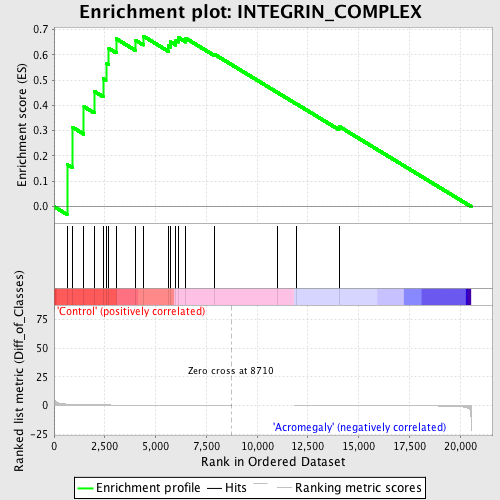 Enrichment plot: INTEGRIN_COMPLEX
Enrichment score (ES)
0.7
0.6
0.5
0.4
0.3
0.2
0.1
0.0
'Control' (positively correlated)
Ranked list metric (Diff_of_Classes)
75
50
25
0
-25
Zero cross at 8710
'Acromegaly' (negatively correlated)
0 2,500 5,000 7,500 10,000 12,500 15,000 17,500 20,000
Rank in Ordered Dataset
Enrichment profile Hits Ranking metric scores